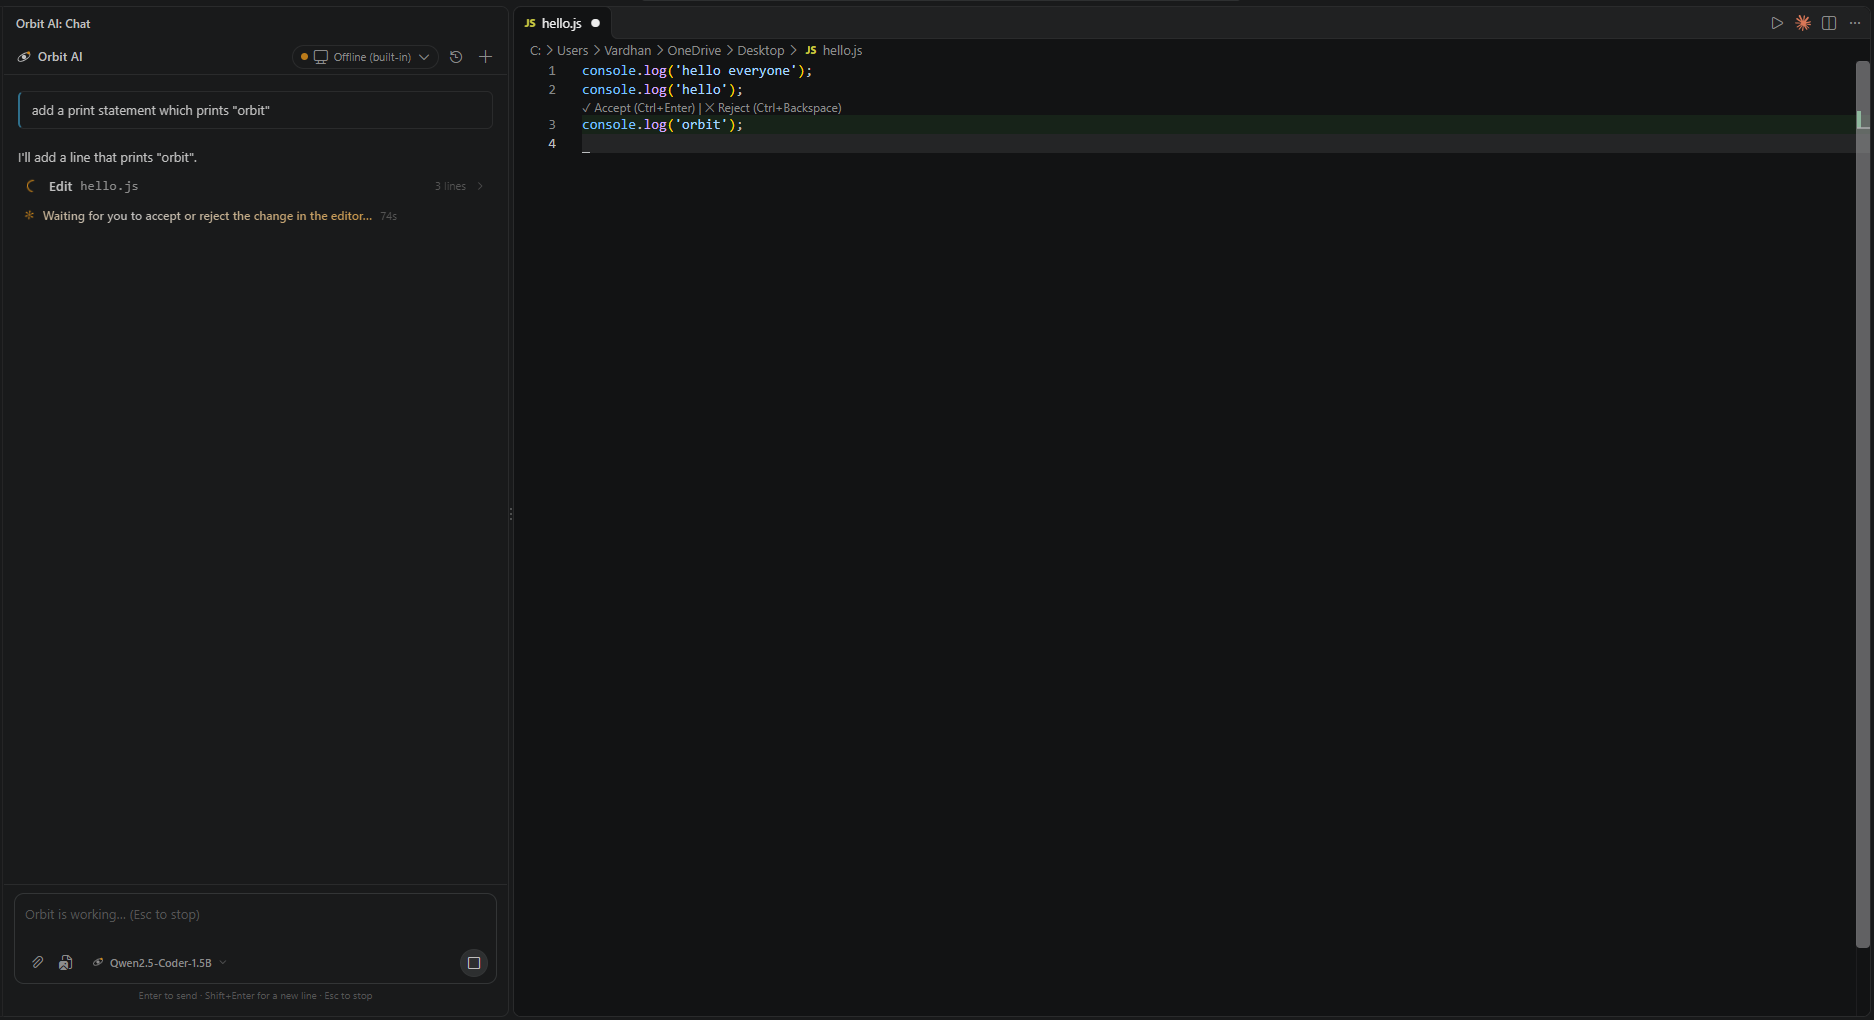 Orbit AI: Chat
Orbit AI
Offline (built-in)
add a print statement which prints "orbit"
I'll add a line that prints "orbit".
Edit hello.js 3 lines
Waiting for you to accept or reject the change in the editor... 74s
Orbit is working... (Esc to stop)
Qwen2.5-Coder-1.5B
Enter to send · Shift+Enter for a new line · Esc to stop
JS hello.js
C: > Users > Vardhan > OneDrive > Desktop > JS hello.js
1 console.log('hello everyone');
2 console.log('hello');
✓ Accept (Ctrl+Enter) | ✕ Reject (Ctrl+Backspace)
3 console.log('orbit');
4